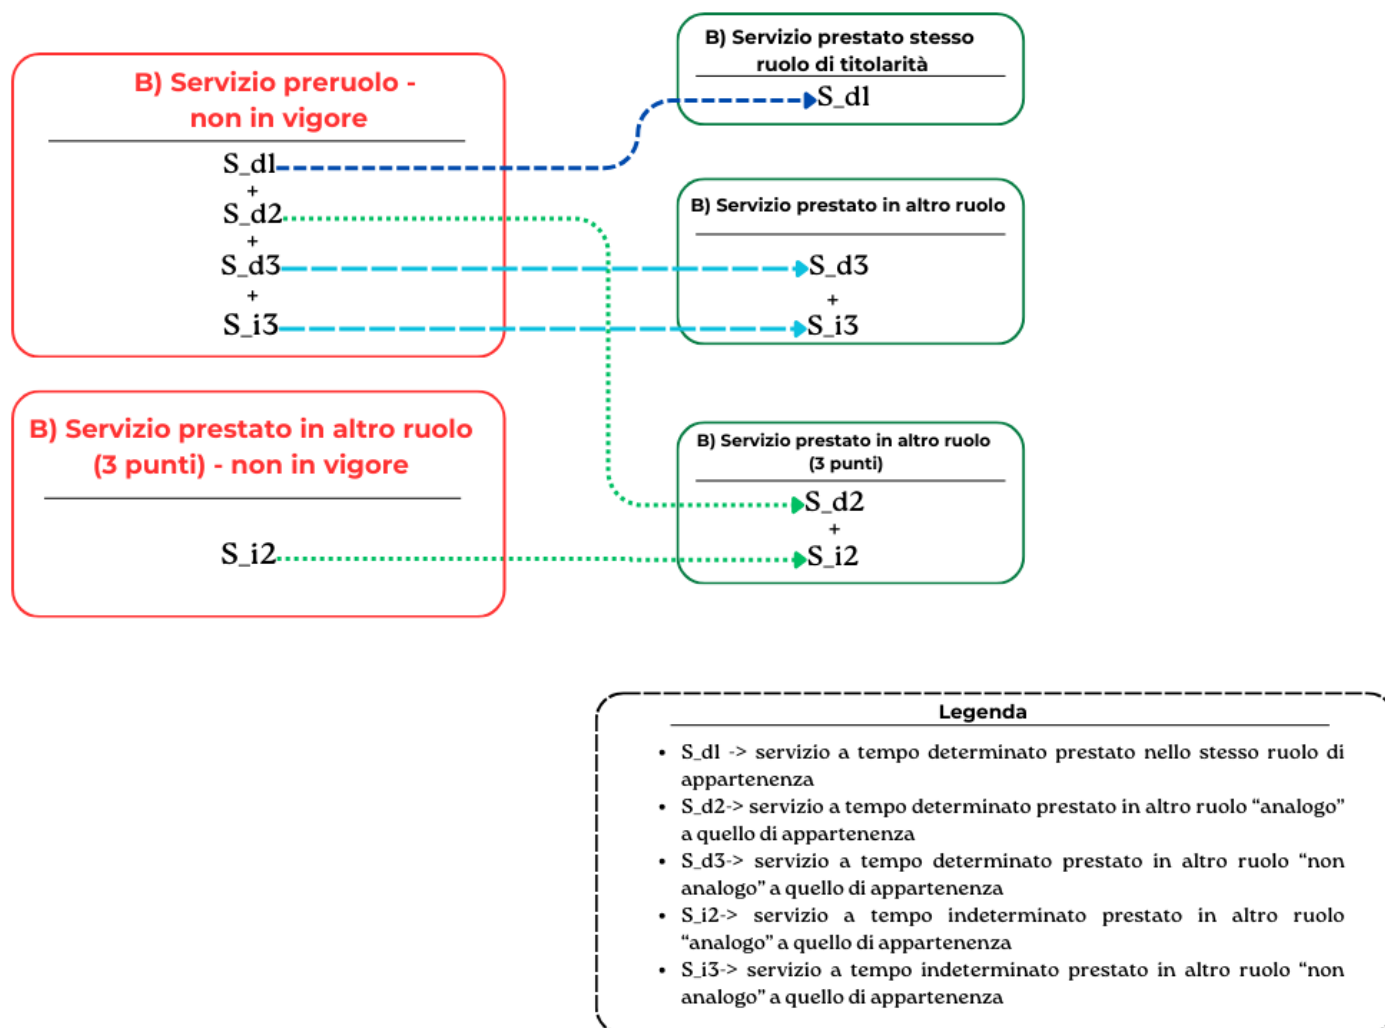 B) Servizio preruolo -
non in vigore
S_d1
+
S_d2
+
S_d3
+
S_i3
B) Servizio prestato in altro ruolo
(3 punti) - non in vigore
S_i2
B) Servizio prestato stesso
ruolo di titolarità
S_d1
B) Servizio prestato in altro ruolo
S_d3
+
S_i3
B) Servizio prestato in altro ruolo
(3 punti)
S_d2
+
S_i2
Legenda
• S_d1 -> servizio a tempo determinato prestato nello stesso ruolo di
appartenenza
• S_d2-> servizio a tempo determinato prestato in altro ruolo “analogo”
a quello di appartenenza
• S_d3-> servizio a tempo determinato prestato in altro ruolo “non
analogo” a quello di appartenenza
• S_i2-> servizio a tempo indeterminato prestato in altro ruolo
“analogo” a quello di appartenenza
• S_i3-> servizio a tempo indeterminato prestato in altro ruolo “non
analogo” a quello di appartenenza